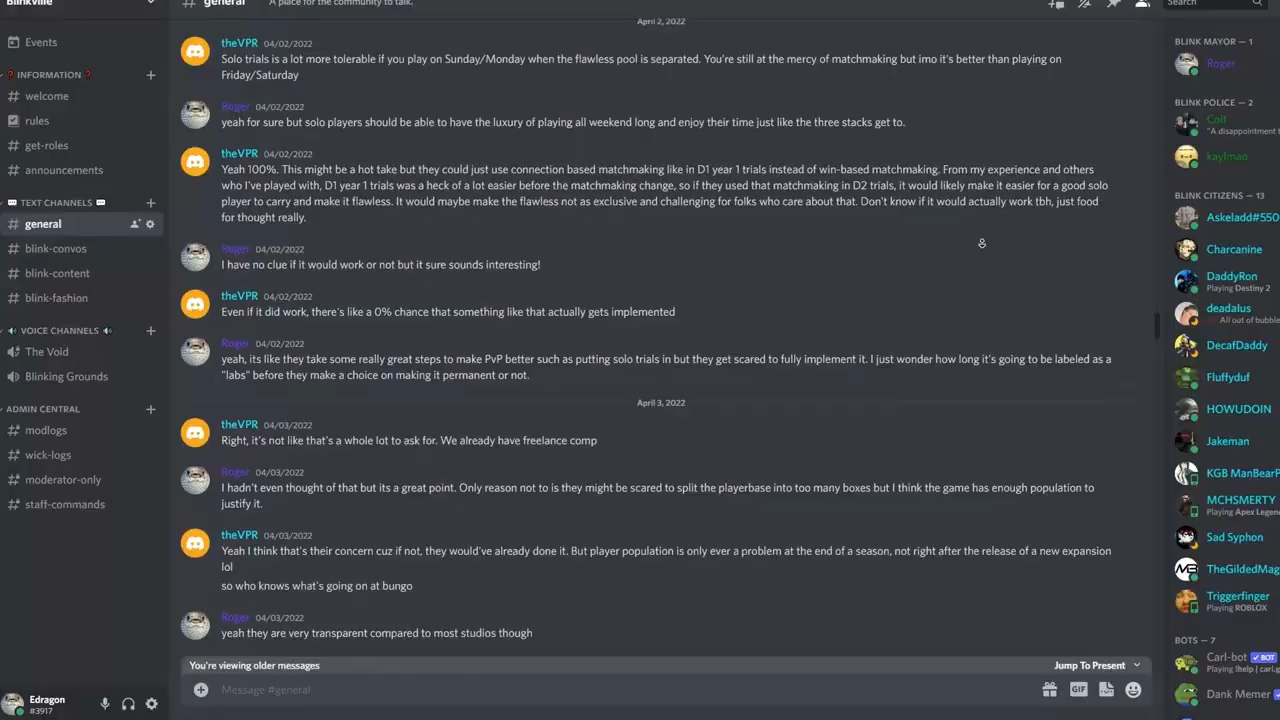 Blinkville
general
A place for the community to talk.
Search
Events
INFORMATION
welcome
rules
get-roles
announcements
TEXT CHANNELS
general
blink-convos
blink-content
blink-fashion
VOICE CHANNELS
The Void
Blinking Grounds
ADMIN CENTRAL
modlogs
wick-logs
moderator-only
staff-commands
Edragon
#3917
April 2, 2022
theVPR 04/02/2022
Solo trials is a lot more tolerable if you play on Sunday/Monday when the flawless pool is separated. You're still at the mercy of matchmaking but imo it's better than playing on
Friday/Saturday
Roger 04/02/2022
yeah for sure but solo players should be able to have the luxury of playing all weekend long and enjoy their time just like the three stacks get to.
theVPR 04/02/2022
Yeah 100%. This might be a hot take but they could just use connection based matchmaking like in D1 year 1 trials instead of win-based matchmaking. From my experience and others
who I've played with, D1 year 1 trials was a heck of a lot easier before the matchmaking change, so if they used that matchmaking in D2 trials, it would likely make it easier for a good solo
player to carry and make it flawless. It would maybe make the flawless not as exclusive and challenging for folks who care about that. Don't know if it would actually work tbh, just food
for thought really.
Roger 04/02/2022
I have no clue if it would work or not but it sure sounds interesting!
theVPR 04/02/2022
Even if it did work, there's like a 0% chance that something like that actually gets implemented
Roger 04/02/2022
yeah, its like they take some really great steps to make PvP better such as putting solo trials in but they get scared to fully implement it. I just wonder how long it's going to be labeled as a
"labs" before they make a choice on making it permanent or not.
April 3, 2022
theVPR 04/03/2022
Right, it's not like that's a whole lot to ask for. We already have freelance comp
Roger 04/03/2022
I hadn't even thought of that but its a great point. Only reason not to is they might be scared to split the playerbase into too many boxes but I think the game has enough population to
justify it.
theVPR 04/03/2022
Yeah I think that's their concern cuz if not, they would've already done it. But player population is only ever a problem at the end of a season, not right after the release of a new expansion
lol
so who knows what's going on at bungo
Roger 04/03/2022
yeah they are very transparent compared to most studios though
You're viewing older messages
Jump To Present
Message #general
GIF
BLINK MAYOR — 1
Roger
BLINK POLICE — 2
Colt
"A disappointment t
kaylmao
BLINK CITIZENS — 13
Askeladd#550
Charcanine
DaddyRon
Playing Destiny 2
deadalus
All out of bubble
DecafDaddy
Fluffyduf
HOWUDOIN
Jakeman
KGB ManBearP
MCHSMERTY
Playing Apex Legen
Sad Syphon
TheGildedMag
Triggerfinger
Playing ROBLOX
BOTS — 7
Carl-bot BOT
Playing !help | carl.g
Dank Memer